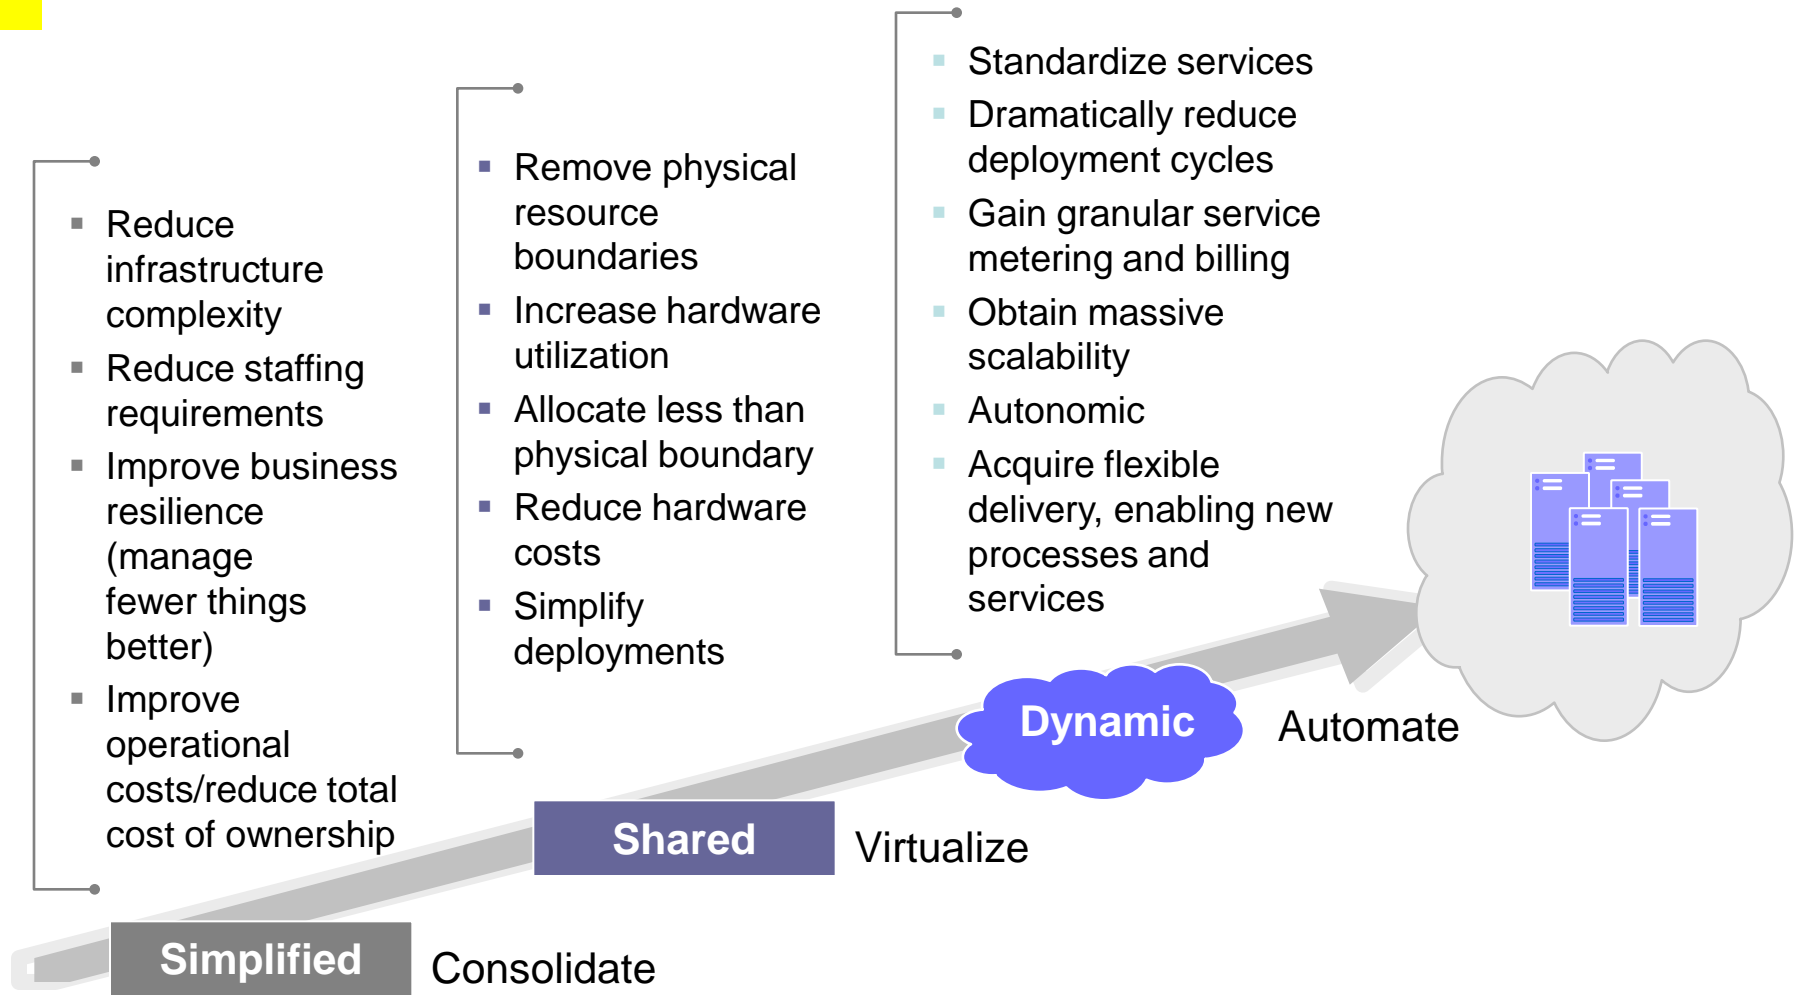 Reduce
infrastructure
complexity
Reduce staffing
requirements
Improve business
resilience
(manage
fewer things
better)
Improve
operational
costs/reduce total
cost of ownership
Simplified
Consolidate
Remove physical
resource
boundaries
Increase hardware
utilization
Allocate less than
physical boundary
Reduce hardware
costs
Simplify
deployments
Shared
Virtualize
Standardize services
Dramatically reduce
deployment cycles
Gain granular service
metering and billing
Obtain massive
scalability
Autonomic
Acquire flexible
delivery, enabling new
processes and
services
Dynamic
Automate